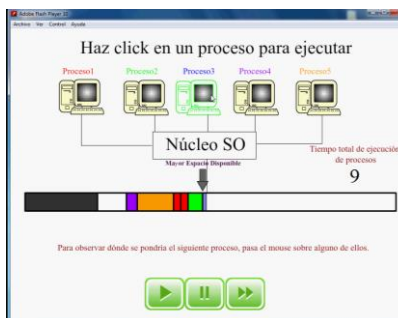 Adobe Flash Player 10
Archivo Ver Control Ayuda
Haz click en un proceso para ejecutar
Proceso1 Proceso2 Proceso3 Proceso4 Proceso5
Núcleo SO
Mayor Espacio Disponible
Tiempo total de ejecución
de procesos
9
Para observar dónde se pondría el siguiente proceso, pasa el mouse sobre alguno de ellos.